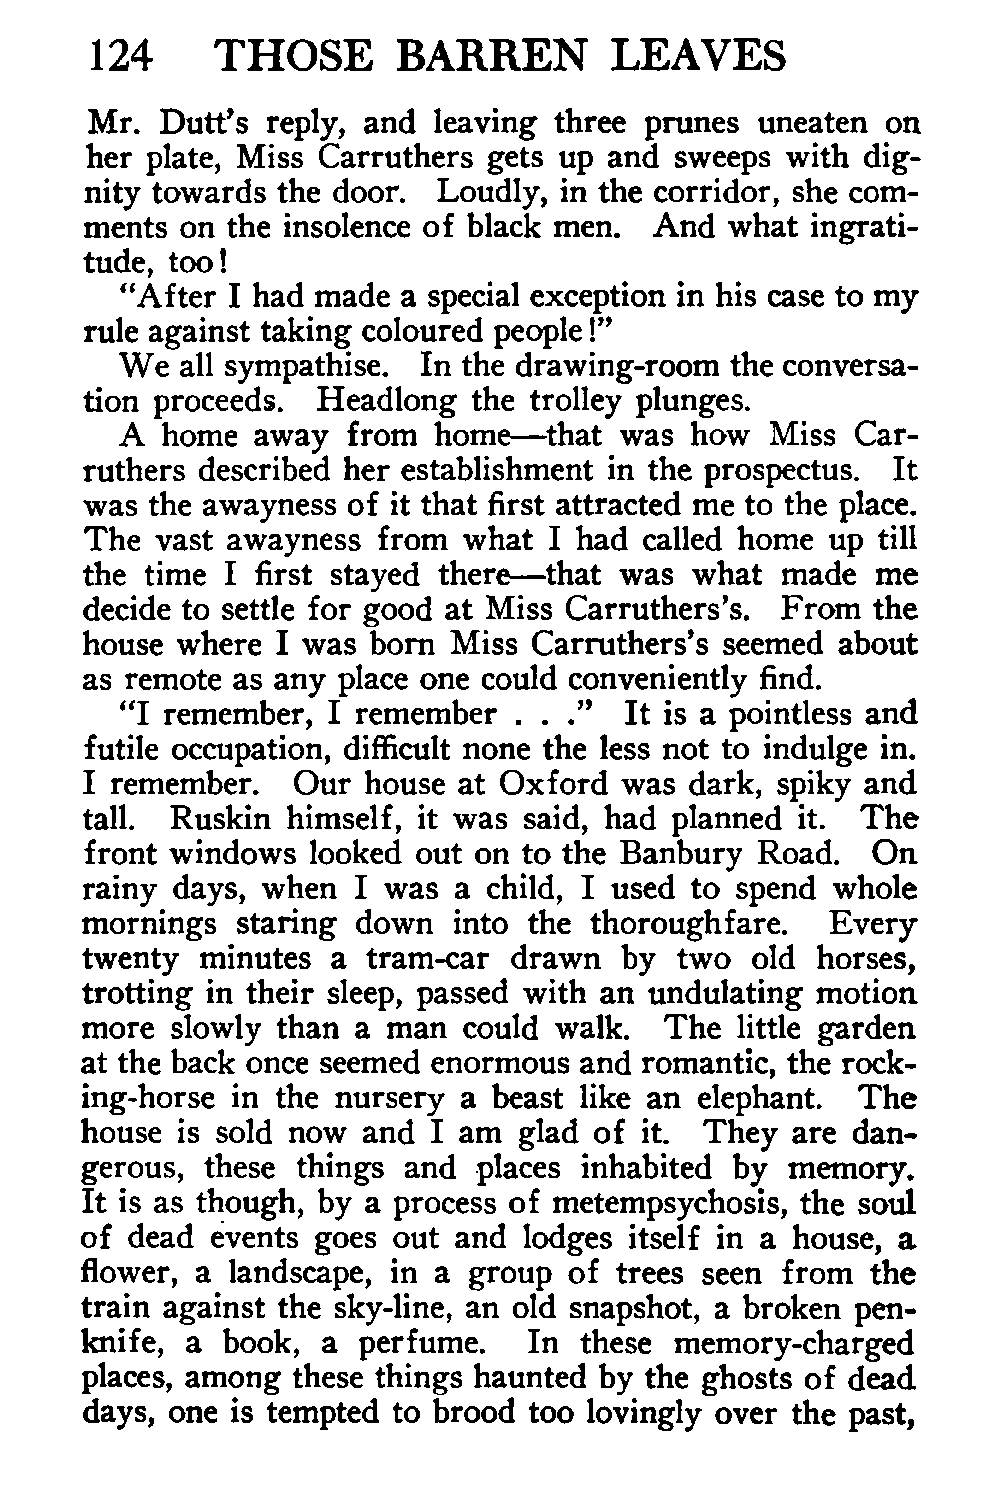 124 THOSE BARREN LEAVES
Mr. Dutt's reply, and leaving three prunes uneaten on
her plate, Miss Carruthers gets up and sweeps with dig-
nity towards the door. Loudly, in the corridor, she com-
ments on the insolence of black men. And what ingrati-
tude, too!
“After I had made a special exception in his case to my
rule against taking coloured people!”
We all sympathise. In the drawing-room the conversa-
tion proceeds. Headlong the trolley plunges.
A home away from home—that was how Miss Car-
ruthers described her establishment in the prospectus. It
was the awayness of it that first attracted me to the place.
The vast awayness from what I had called home up till
the time I first stayed there—that was what made me
decide to settle for good at Miss Carruthers's. From the
house where I was born Miss Carruthers's seemed about
as remote as any place one could conveniently find.
“I remember, I remember . . .” It is a pointless and
futile occupation, difficult none the less not to indulge in.
I remember. Our house at Oxford was dark, spiky and
tall. Ruskin himself, it was said, had planned it. The
front windows looked out on to the Banbury Road. On
rainy days, when I was a child, I used to spend whole
mornings staring down into the thoroughfare. Every
twenty minutes a tram-car drawn by two old horses,
trotting in their sleep, passed with an undulating motion
more slowly than a man could walk. The little garden
at the back once seemed enormous and romantic, the rock-
ing-horse in the nursery a beast like an elephant. The
house is sold now and I am glad of it. They are dan-
gerous, these things and places inhabited by memory.
It is as though, by a process of metempsychosis, the soul
of dead events goes out and lodges itself in a house, a
flower, a landscape, in a group of trees seen from the
train against the sky-line, an old snapshot, a broken pen-
knife, a book, a perfume. In these memory-charged
places, among these things haunted by the ghosts of dead
days, one is tempted to brood too lovingly over the past,